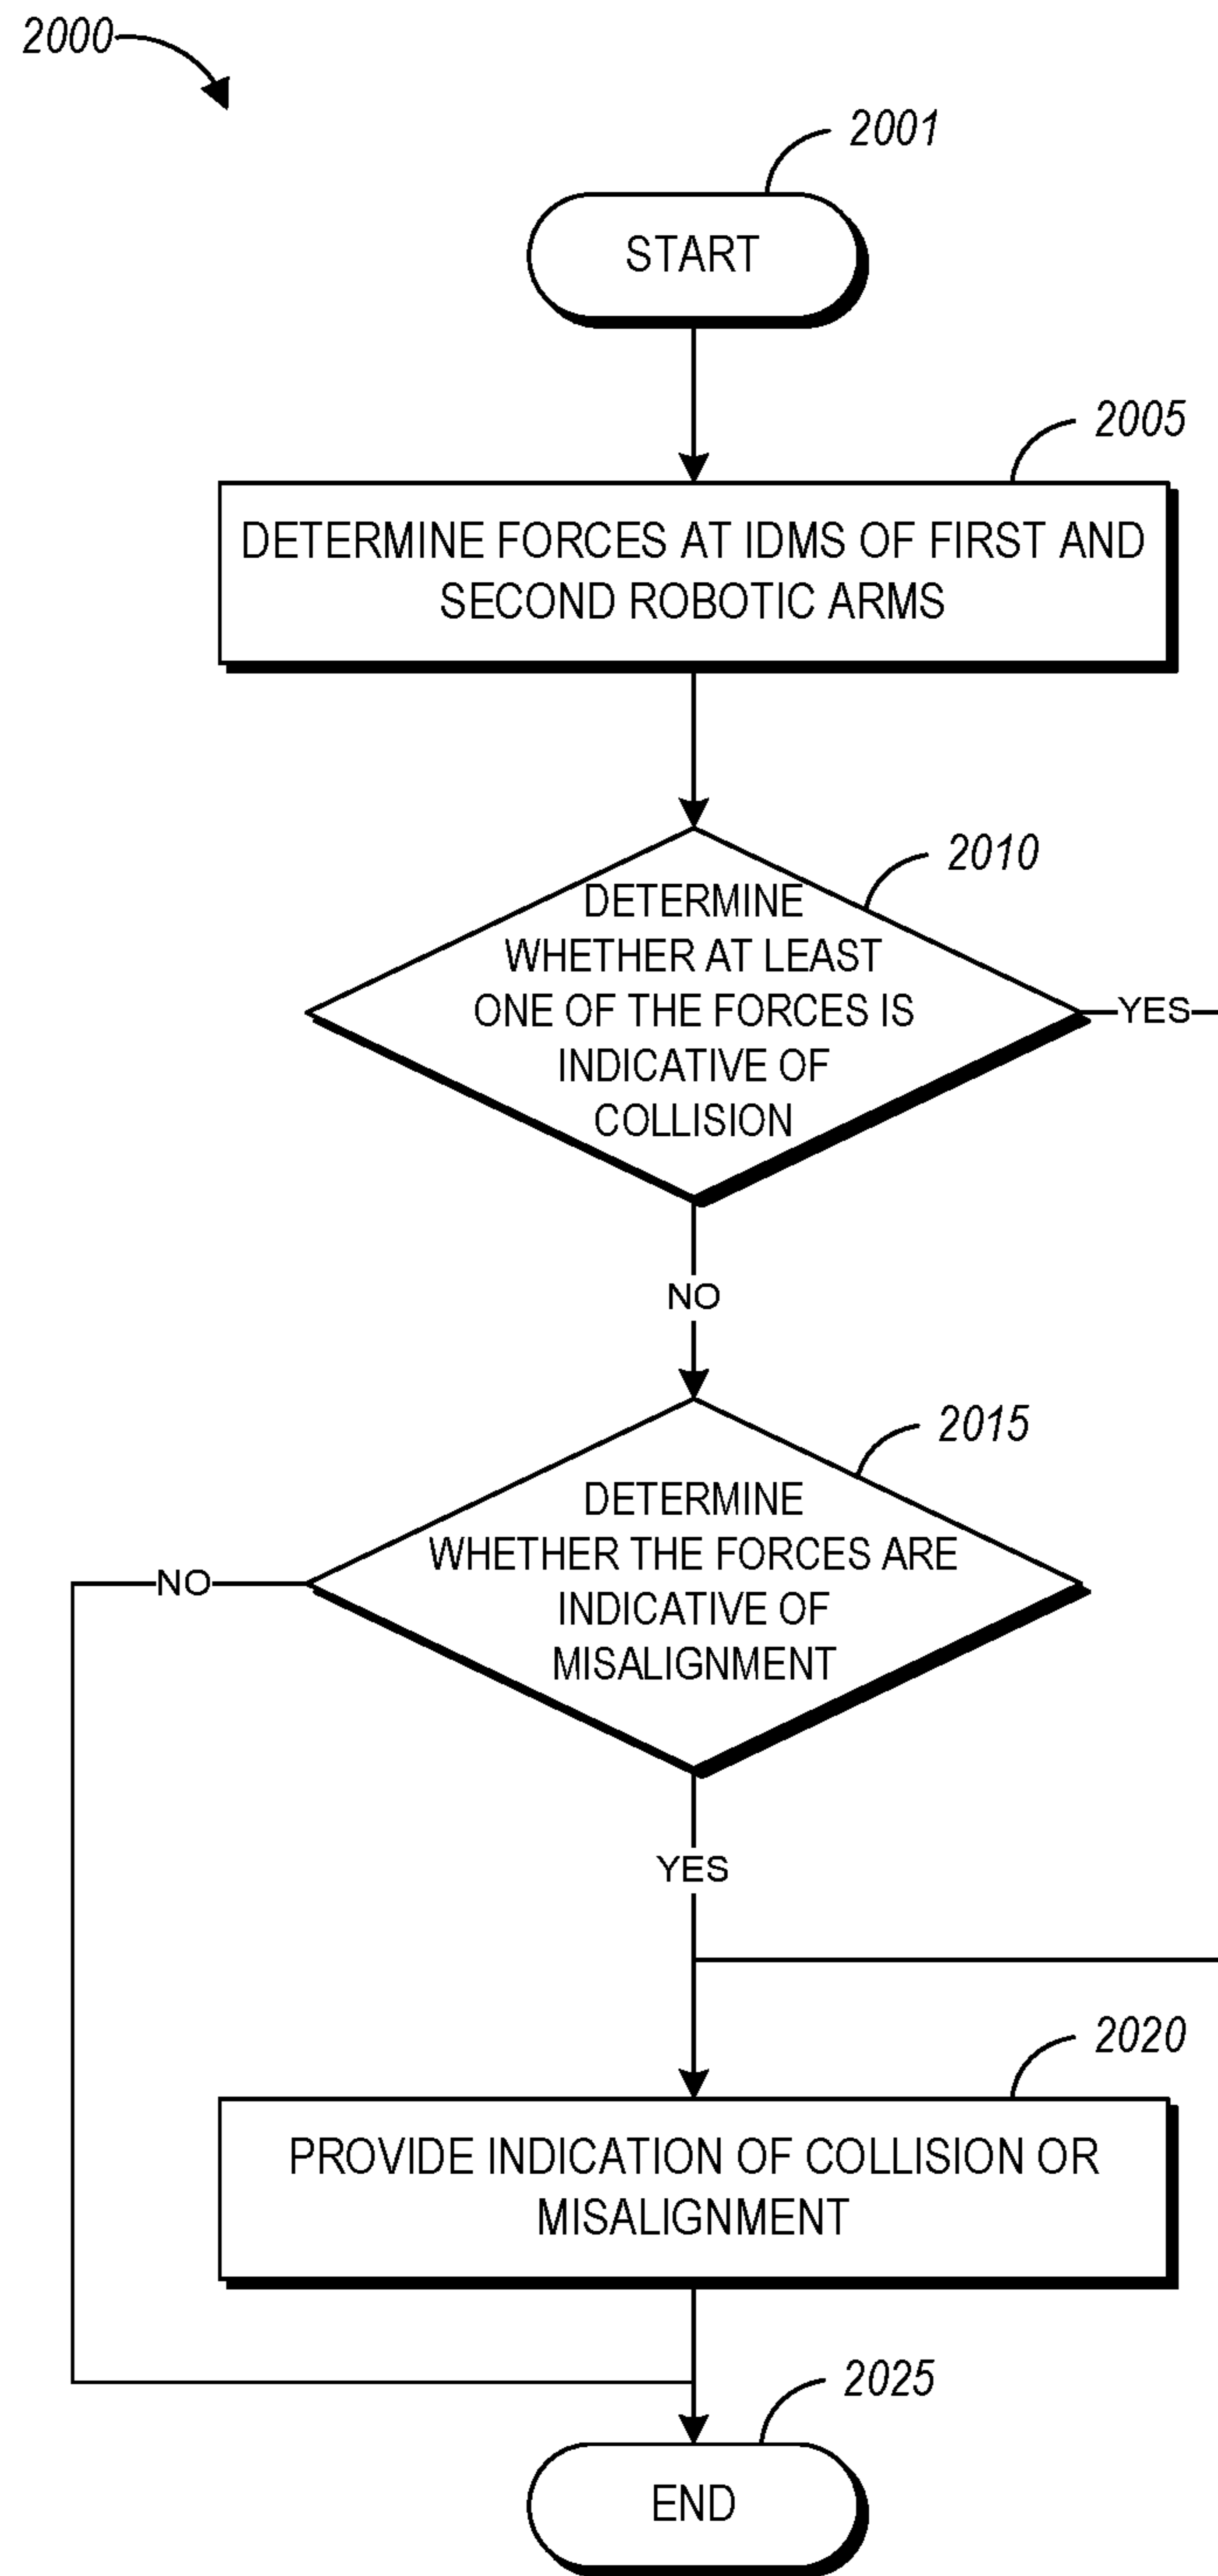 2000
2001
START
2005
DETERMINE FORCES AT IDMS OF FIRST AND
SECOND ROBOTIC ARMS
2010
DETERMINE
WHETHER AT LEAST
ONE OF THE FORCES IS
INDICATIVE OF
COLLISION
YES
NO
2015
DETERMINE
WHETHER THE FORCES ARE
INDICATIVE OF
MISALIGNMENT
NO
YES
2020
PROVIDE INDICATION OF COLLISION OR
MISALIGNMENT
2025
END